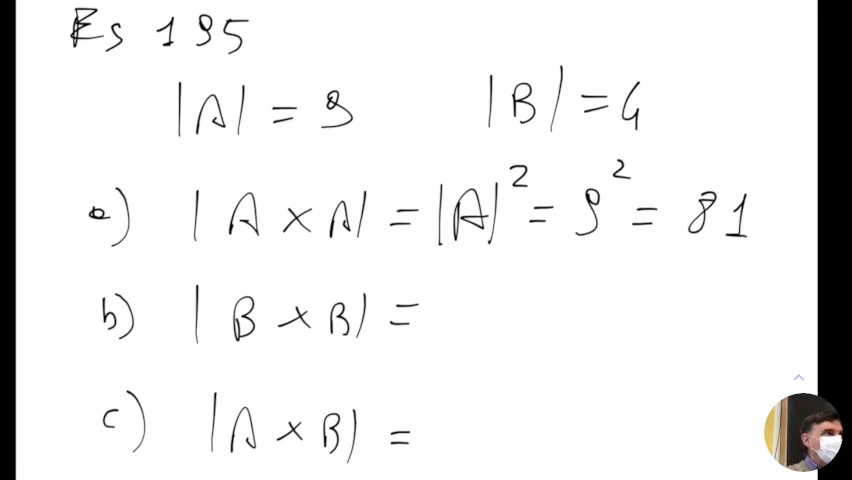 Es 195
|A| = 9 |B| = 4
a) | A × A| = |A|² = 9² = 81
b) | B × B| =
c) |A × B| =